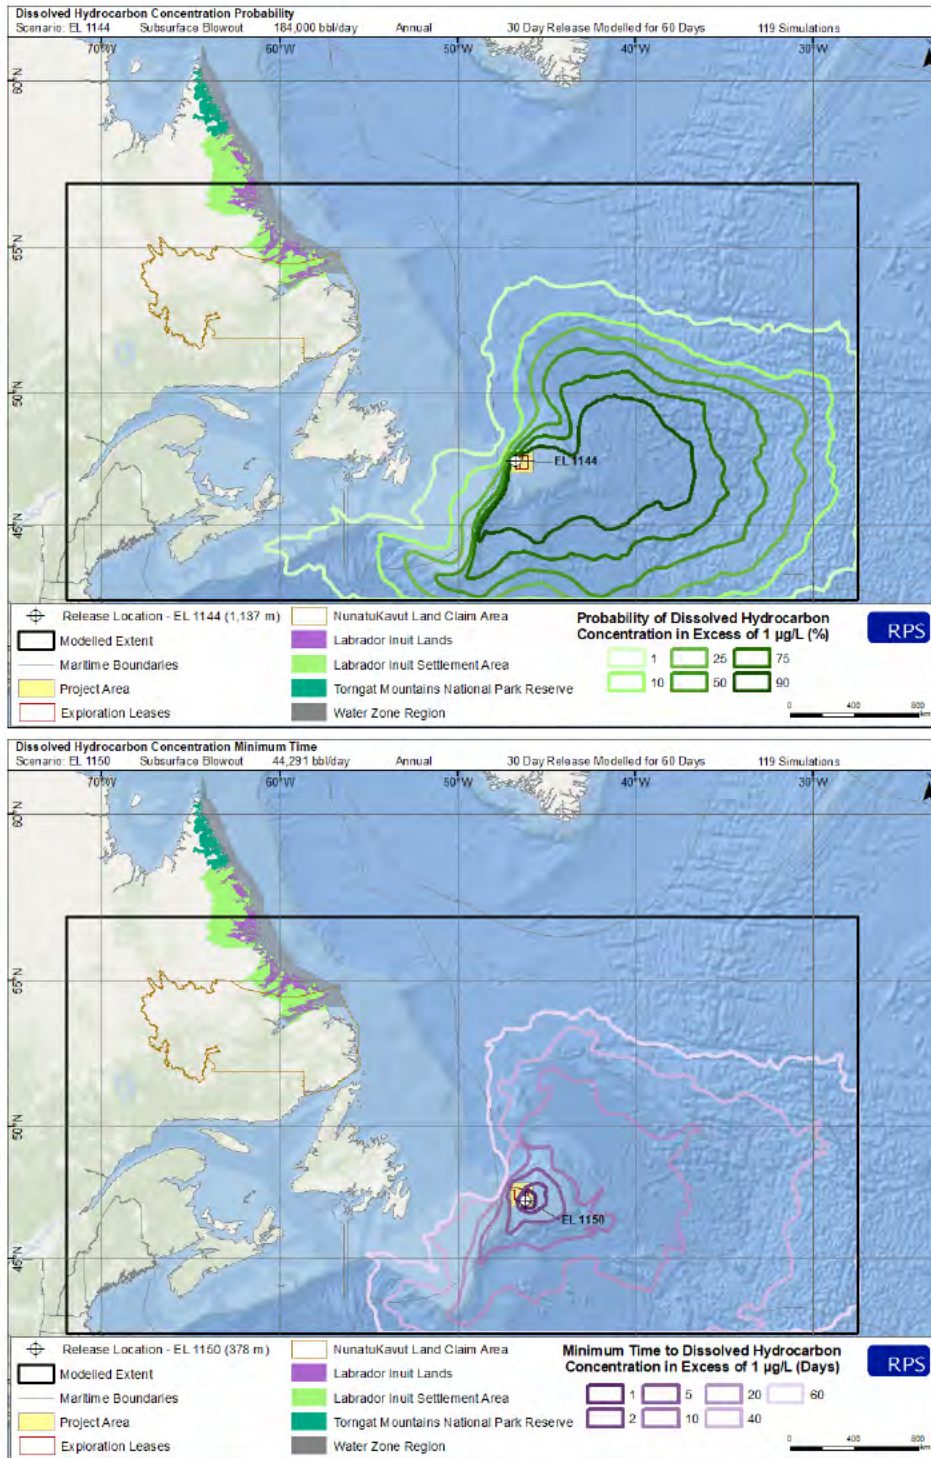 Dissolved Hydrocarbon Concentration Probability
Scenario: EL 1144 Subsurface Blowout 184,000 bbl/day Annual 30 Day Release Modelled for 60 Days 119 Simulations
70°W 60°W 50°W 40°W 30°W
60°N
55°N
50°N
EL 1144
45°N
Release Location - EL 1144 (1,137 m)
Modelled Extent
Maritime Boundaries
Project Area
Exploration Leases
NunatuKavut Land Claim Area
Labrador Inuit Lands
Labrador Inuit Settlement Area
Torngat Mountains National Park Reserve
Water Zone Region
Probability of Dissolved Hydrocarbon
Concentration in Excess of 1 µg/L (%)
1 25 75
10 50 90
RPS
0 400 800
km
Dissolved Hydrocarbon Concentration Minimum Time
Scenario: EL 1150 Subsurface Blowout 44,291 bbl/day Annual 30 Day Release Modelled for 60 Days 119 Simulations
70°W 60°W 50°W 40°W 30°W
60°N
55°N
50°N
EL 1150
45°N
Release Location - EL 1150 (378 m)
Modelled Extent
Maritime Boundaries
Project Area
Exploration Leases
NunatuKavut Land Claim Area
Labrador Inuit Lands
Labrador Inuit Settlement Area
Torngat Mountains National Park Reserve
Water Zone Region
Minimum Time to Dissolved Hydrocarbon
Concentration in Excess of 1 µg/L (Days)
1 5 20 60
2 10 40
RPS
0 400 800
km